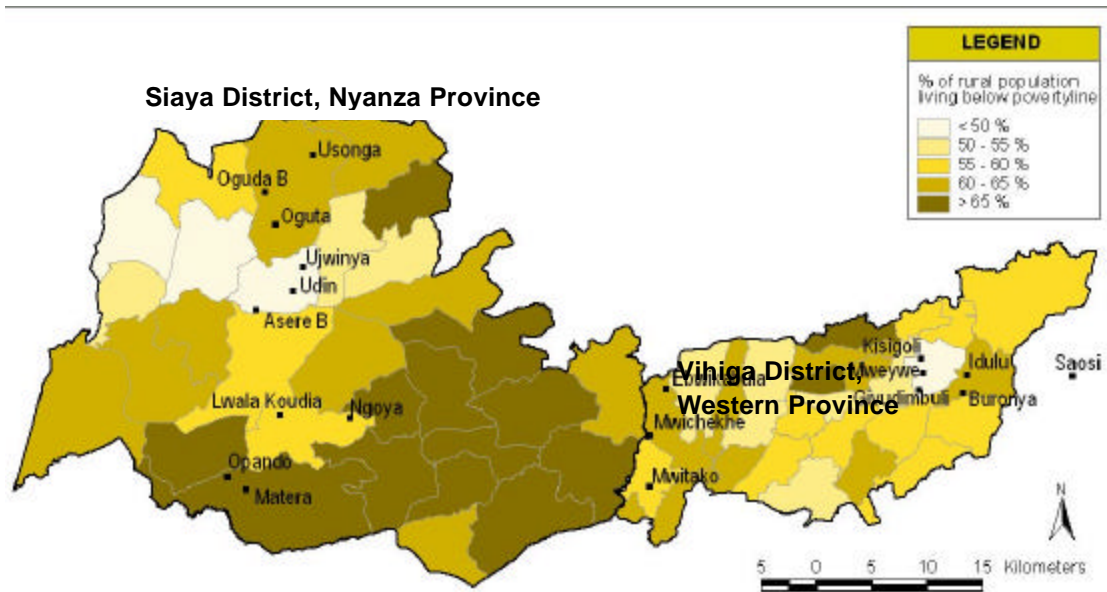 LEGEND
% of rural population
living below povertyline
< 50 %
50 - 55 %
55 - 60 %
60 - 65 %
> 65 %
Siaya District, Nyanza Province
Usonga
Oguda B
Oguta
Ujwinya
Udin
Asere B
Lwala Koudia
Ngoya
Opando
Matera
Vihiga District,
Western Province
Kisigoli
Mweywe
Idulu
Saosi
Buronya
Mwichekhe
Mwitako
N
5 0 5 10 15 Kilometers